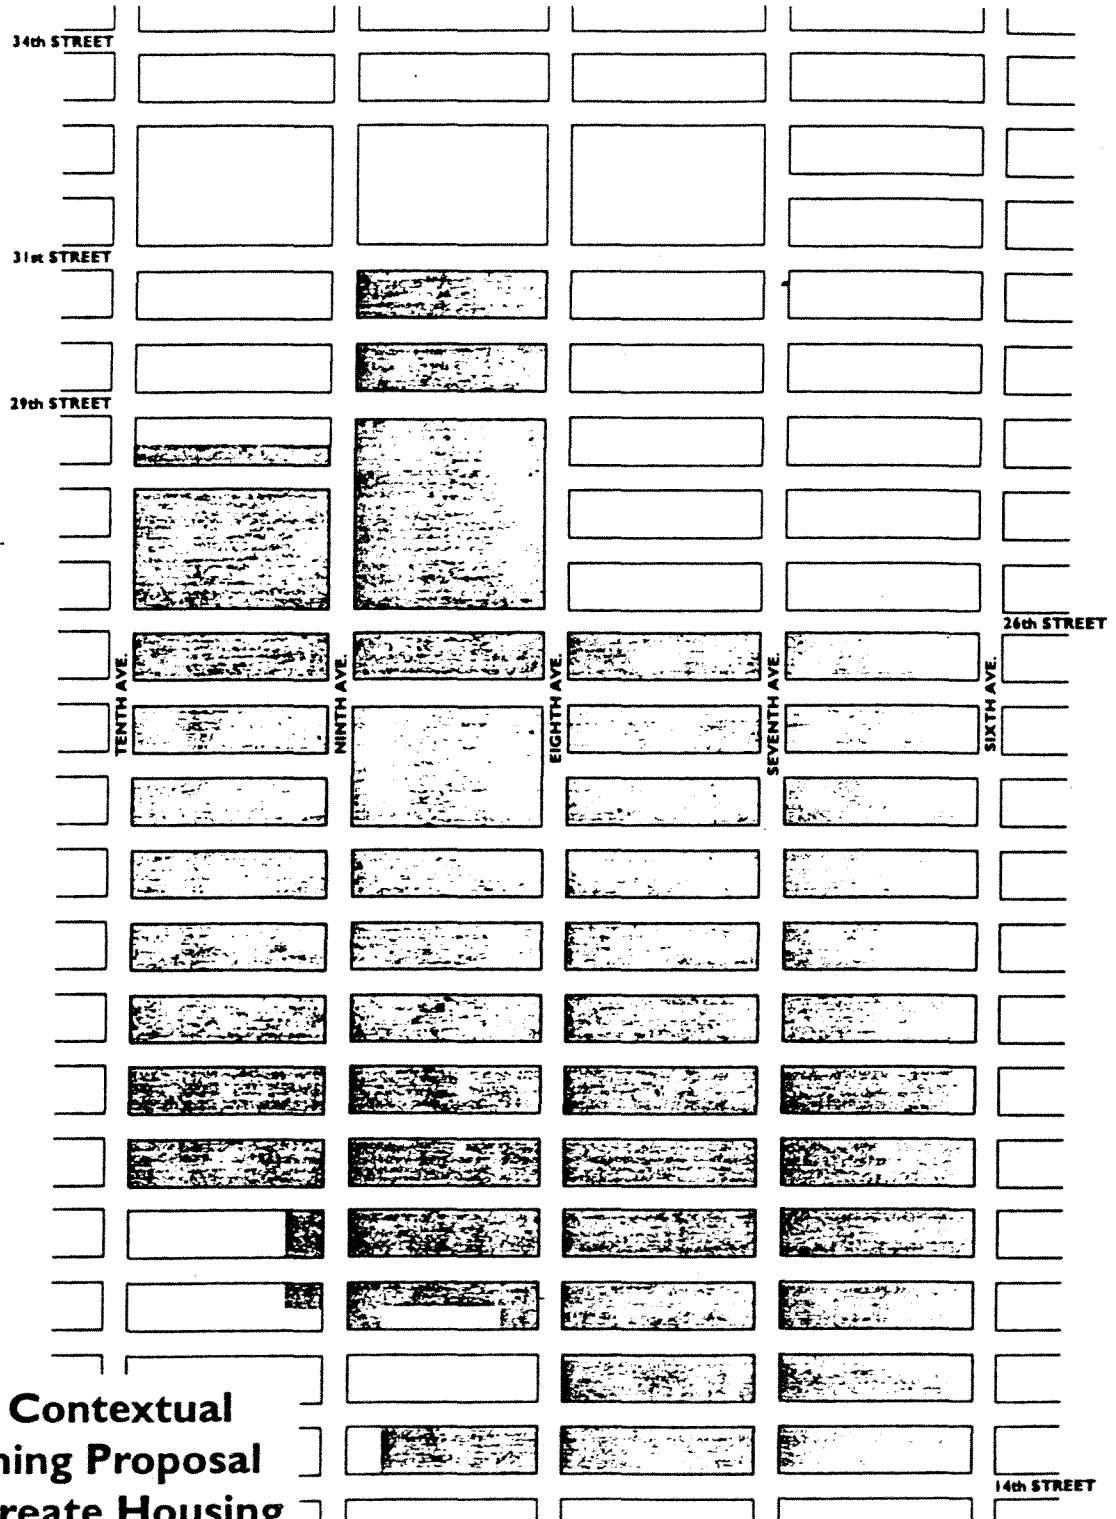 34th STREET
31st STREET
29th STREET
26th STREET
TENTH AVE.
NINTH AVE.
EIGHTH AVE.
SEVENTH AVE.
SIXTH AVE.
14th STREET
Contextual
ning Proposal
reate Housing